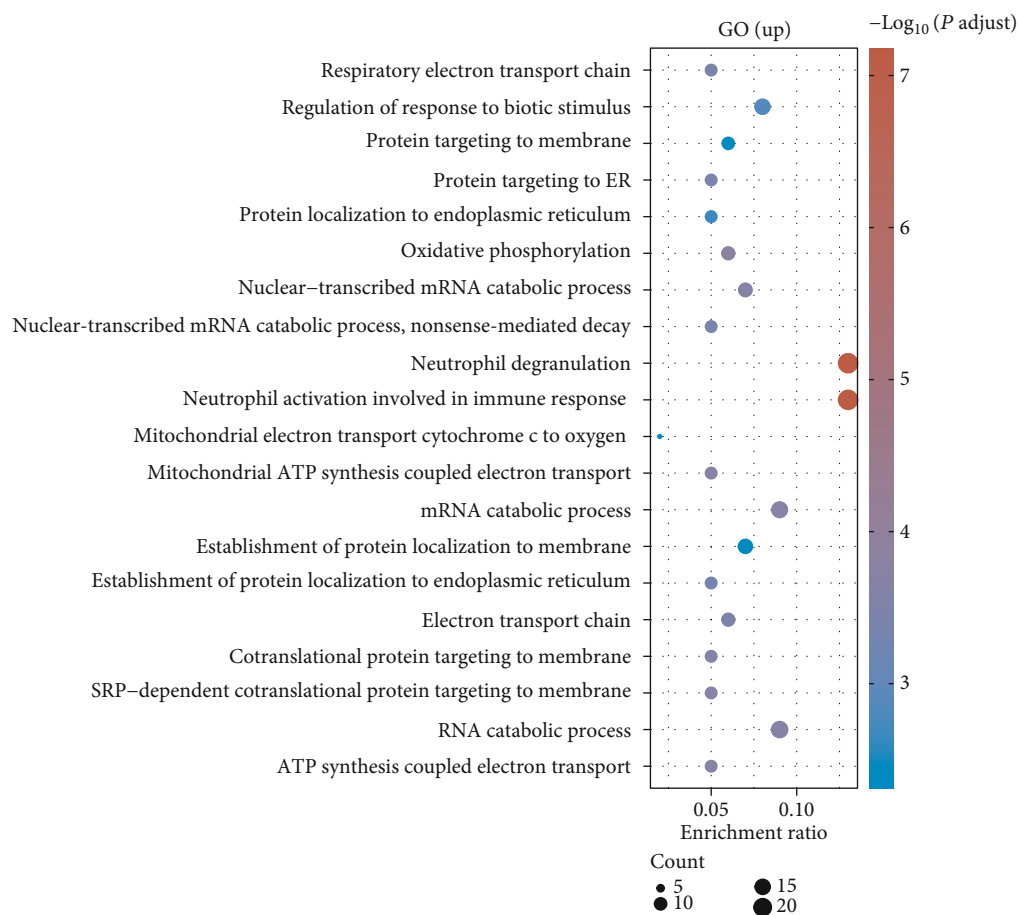 GO (up)
−Log10 (P adjust)
Respiratory electron transport chain
Regulation of response to biotic stimulus
Protein targeting to membrane
Protein targeting to ER
Protein localization to endoplasmic reticulum
Oxidative phosphorylation
Nuclear−transcribed mRNA catabolic process
Nuclear-transcribed mRNA catabolic process, nonsense-mediated decay
Neutrophil degranulation
Neutrophil activation involved in immune response
Mitochondrial electron transport cytochrome c to oxygen
Mitochondrial ATP synthesis coupled electron transport
mRNA catabolic process
Establishment of protein localization to membrane
Establishment of protein localization to endoplasmic reticulum
Electron transport chain
Cotranslational protein targeting to membrane
SRP−dependent cotranslational protein targeting to membrane
RNA catabolic process
ATP synthesis coupled electron transport
7
6
5
4
3
0.05 0.10
Enrichment ratio
Count
5 15
10 20